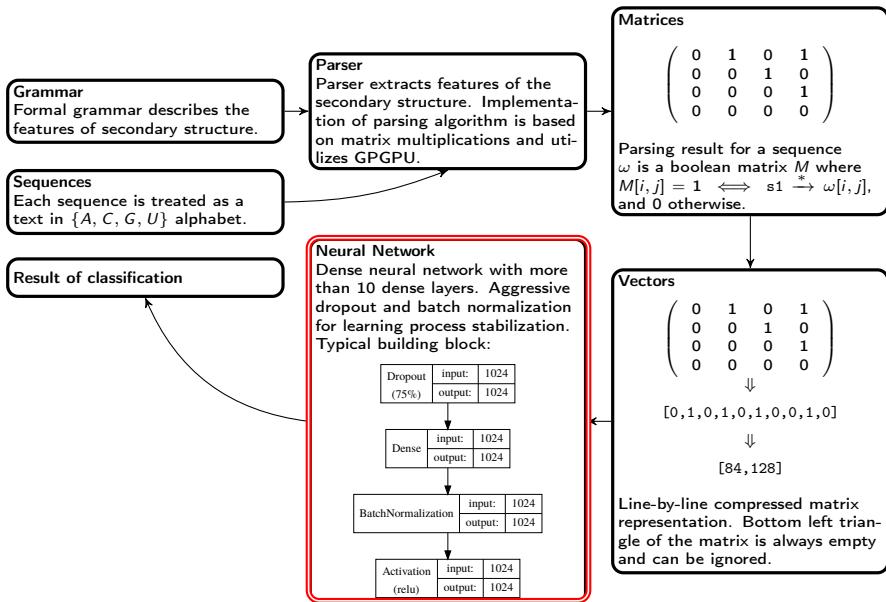 Grammar
Formal grammar describes the
features of secondary structure.
Sequences
Each sequence is treated as a
text in {A, C, G, U} alphabet.
Parser
Parser extracts features of the
secondary structure. Implementa-
tion of parsing algorithm is based
on matrix multiplications and uti-
lizes GPGPU.
Matrices
0 1 0 1
0 0 1 0
0 0 0 1
0 0 0 0
Parsing result for a sequence
ω is a boolean matrix M where
M[i, j] = 1 ⟺ s1 →* ω[i, j],
and 0 otherwise.
Vectors
0 1 0 1
0 0 1 0
0 0 0 1
0 0 0 0
⇓
[0,1,0,1,0,1,0,0,1,0]
⇓
[84,128]
Line-by-line compressed matrix
representation. Bottom left trian-
gle of the matrix is always empty
and can be ignored.
Neural Network
Dense neural network with more
than 10 dense layers. Aggressive
dropout and batch normalization
for learning process stabilization.
Typical building block:
Dropout
(75%)
input: 1024
output: 1024
Dense
input: 1024
output: 1024
BatchNormalization
input: 1024
output: 1024
Activation
(relu)
input: 1024
output: 1024
Result of classification